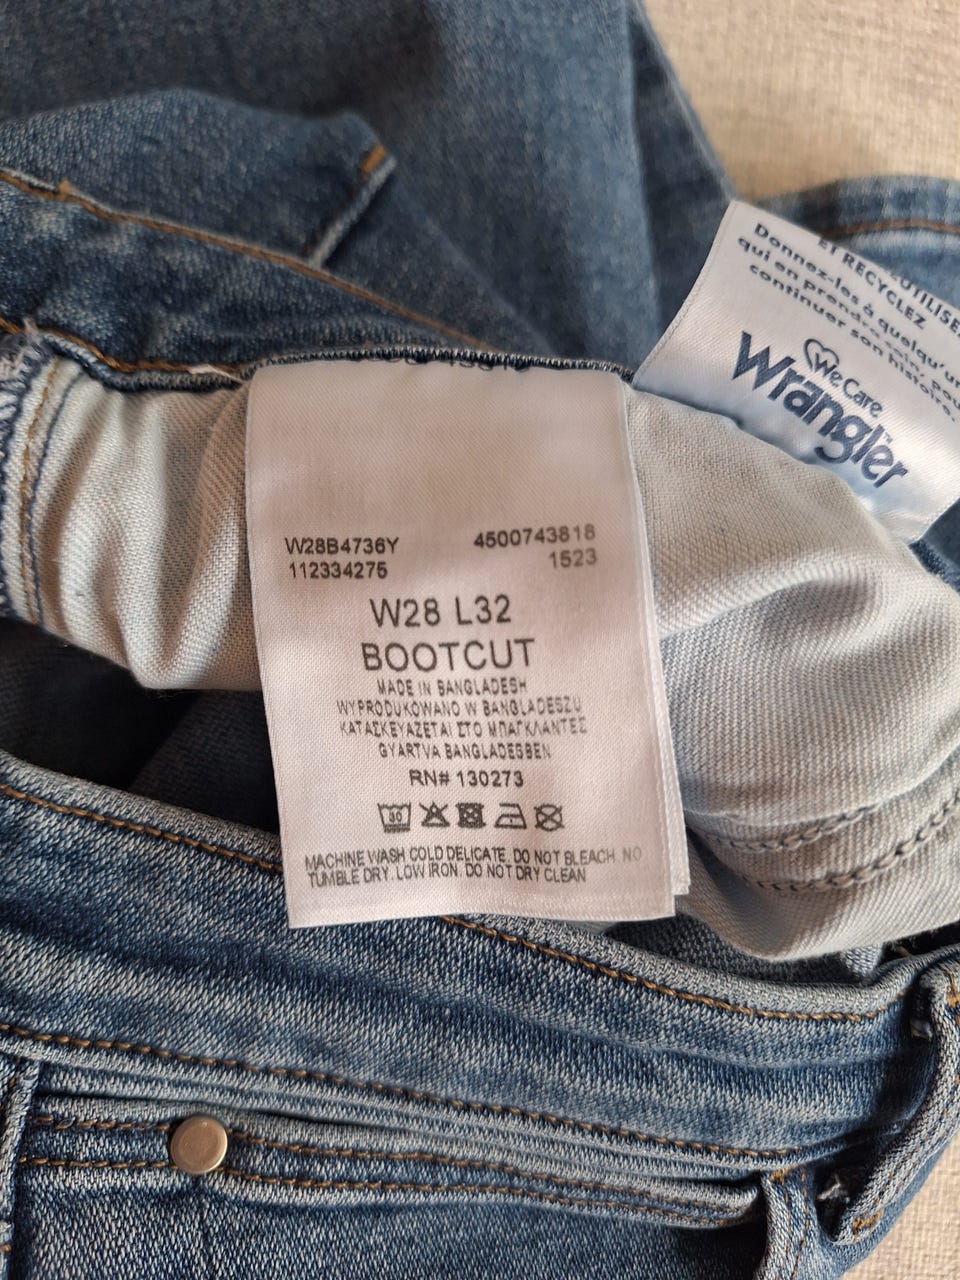 ET RECYCLEZ
Donnez-les à quelqu'un
qui en prendra soin, pour
continuer son histoire.
We Care
Wrangler™
W28B4736Y 4500743818
112334275 1523
W28 L32
BOOTCUT
MADE IN BANGLADESH
WYPRODUKOWANO W BANGLADESZU
ΚΑΤΑΣΚΕΥΑΖΕΤΑΙ ΣΤΟ ΜΠΑΓΚΛΑΝΤΕΣ
GYÁRTVA BANGLADESBEN
RN# 130273
30
MACHINE WASH COLD DELICATE. DO NOT BLEACH. NO
TUMBLE DRY. LOW IRON. DO NOT DRY CLEAN